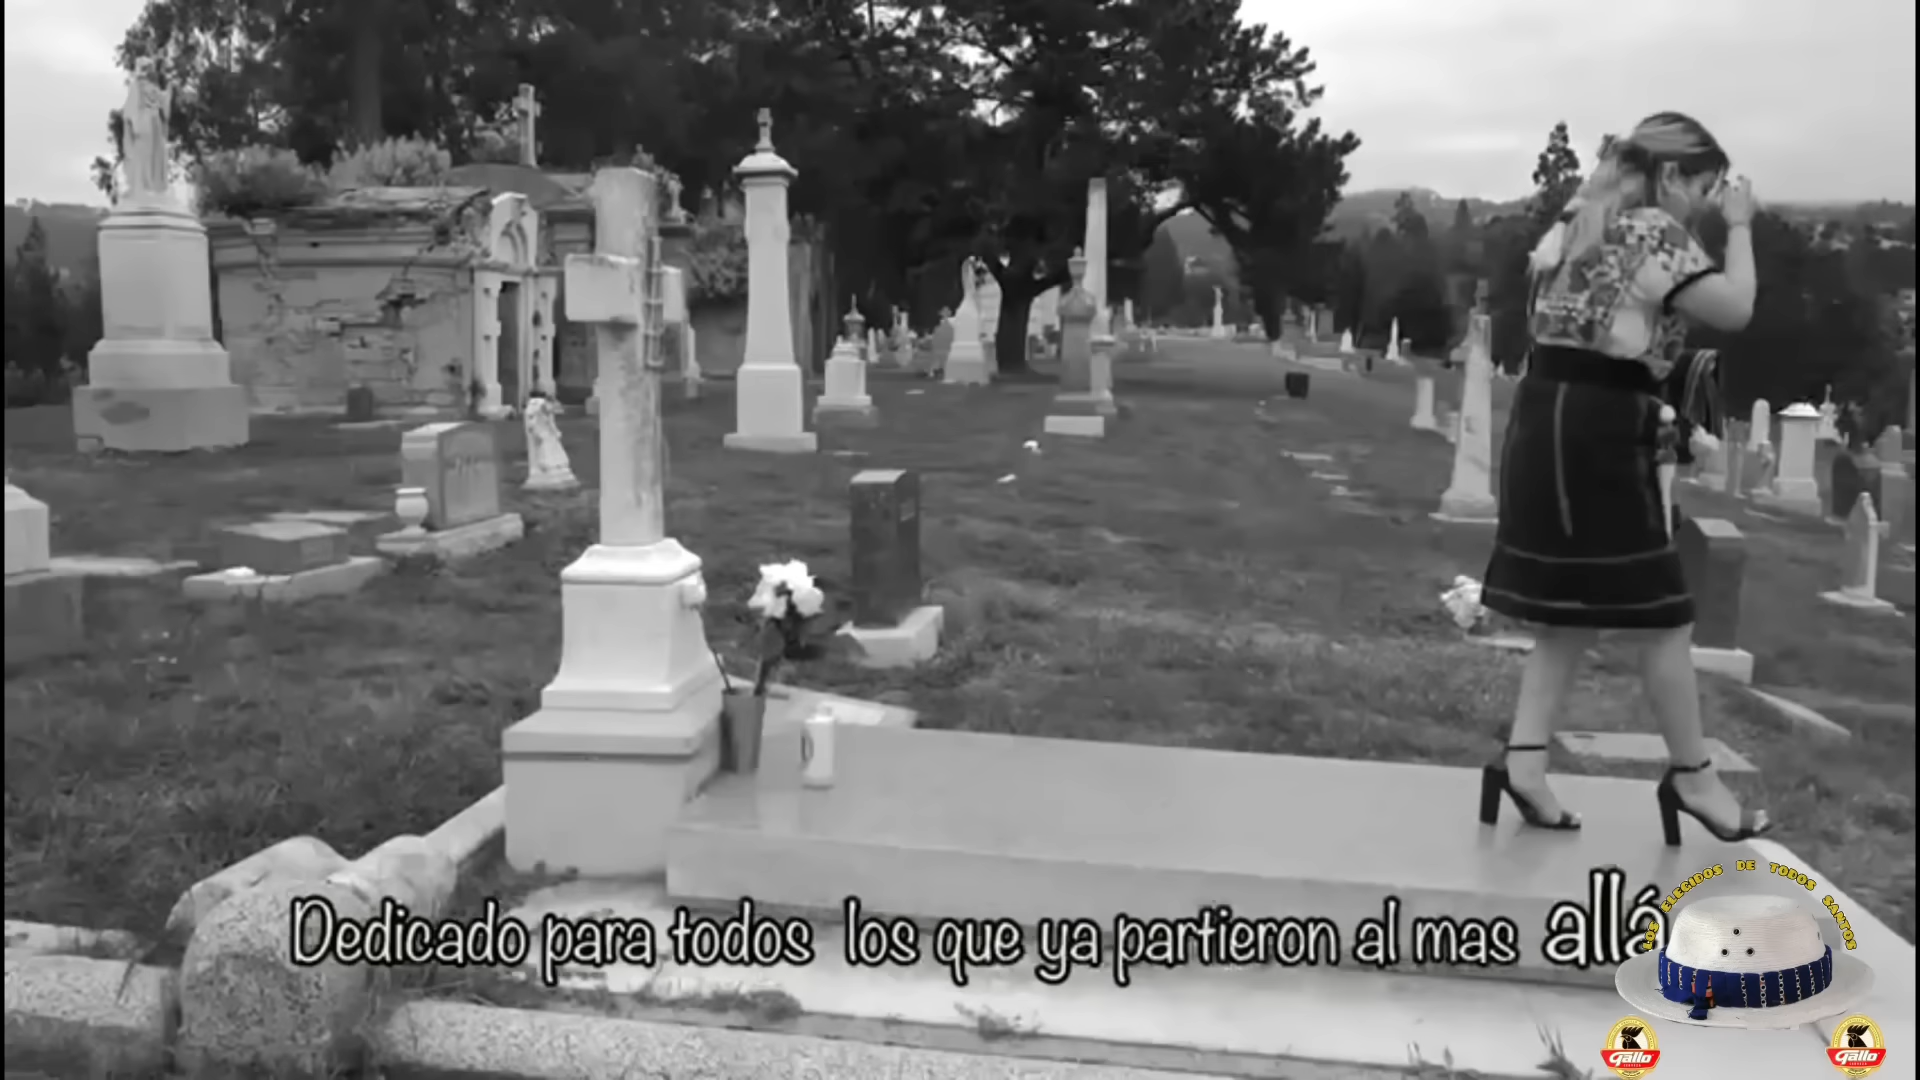 Dedicado para todos los que ya partieron al mas allá
LOS ELEGIDOS DE TODOS SANTOS
Gallo
Gallo